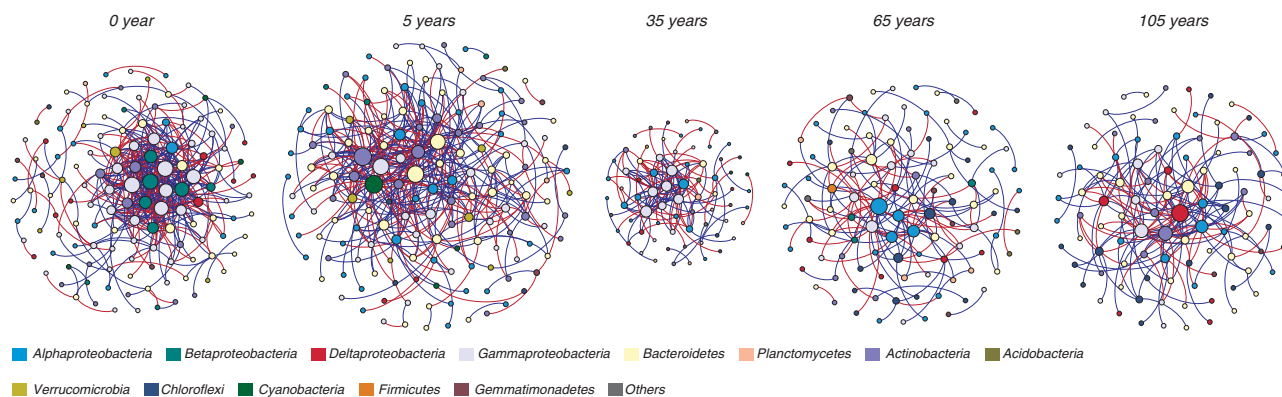 0 year 5 years 35 years 65 years 105 years
Alphaproteobacteria Betaproteobacteria Deltaproteobacteria Gammaproteobacteria Bacteroidetes Planctomycetes Actinobacteria Acidobacteria
Verrucomicrobia Chloroflexi Cyanobacteria Firmicutes Gemmatimonadetes Others